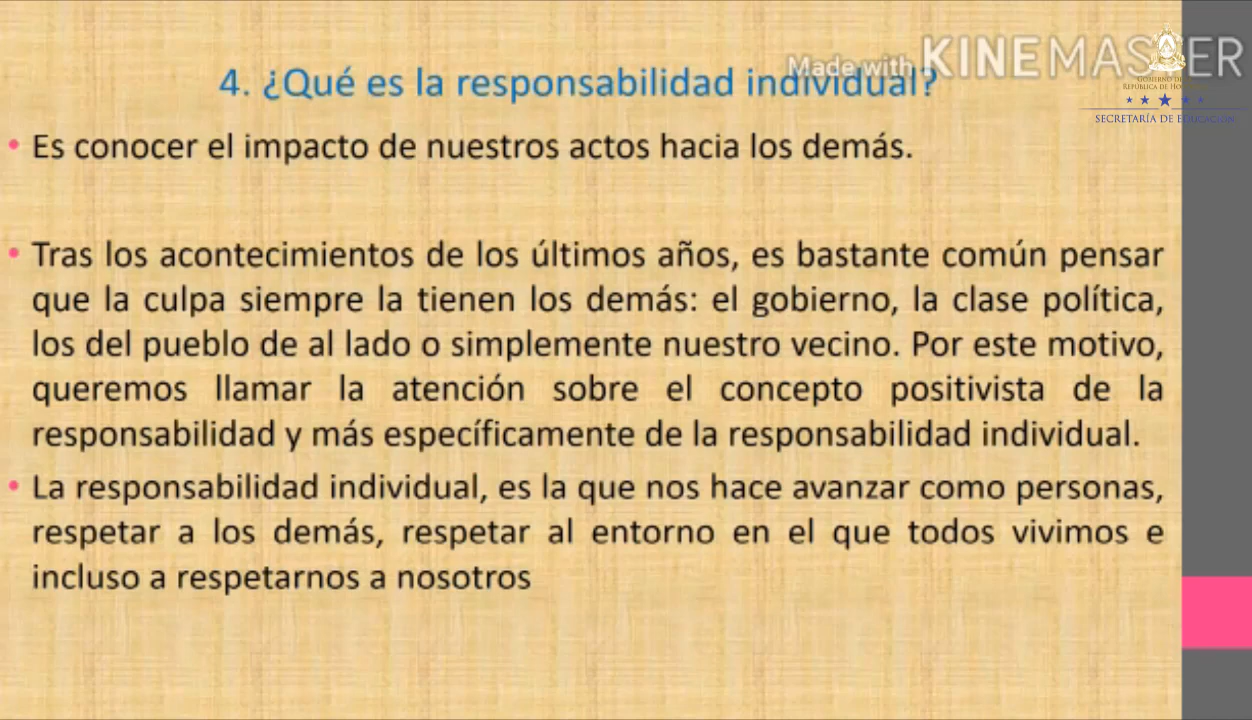 Made with KINEMASTER
GOBIERNO DE
REPÚBLICA DE HO
SECRETARÍA DE EDUCACIÓN
4. ¿Qué es la responsabilidad individual?
• Es conocer el impacto de nuestros actos hacia los demás.
• Tras los acontecimientos de los últimos años, es bastante común pensar
que la culpa siempre la tienen los demás: el gobierno, la clase política,
los del pueblo de al lado o simplemente nuestro vecino. Por este motivo,
queremos llamar la atención sobre el concepto positivista de la
responsabilidad y más específicamente de la responsabilidad individual.
• La responsabilidad individual, es la que nos hace avanzar como personas,
respetar a los demás, respetar al entorno en el que todos vivimos e
incluso a respetarnos a nosotros